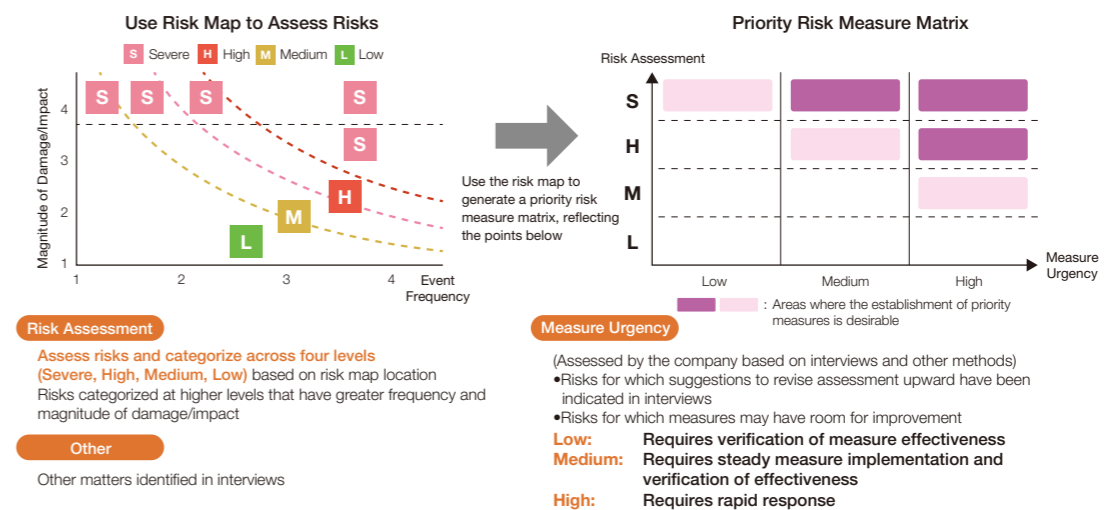 Use Risk Map to Assess Risks
S Severe H High M Medium L Low
Magnitude of Damage/Impact
4
3
2
1
S
S
S
S
S
H
M
L
1
2
3
4
Event
Frequency
Use the risk map to
generate a priority risk
measure matrix, reflecting
the points below
Priority Risk Measure Matrix
Risk Assessment
S
H
M
L
Low
Medium
High
Measure
Urgency
: Areas where the establishment of priority
measures is desirable
Risk Assessment
Assess risks and categorize across four levels
(Severe, High, Medium, Low) based on risk map location
Risks categorized at higher levels that have greater frequency and
magnitude of damage/impact
Other
Other matters identified in interviews
Measure Urgency
(Assessed by the company based on interviews and other methods)
•Risks for which suggestions to revise assessment upward have been
indicated in interviews
•Risks for which measures may have room for improvement
Low: Requires verification of measure effectiveness
Medium: Requires steady measure implementation and
verification of effectiveness
High: Requires rapid response